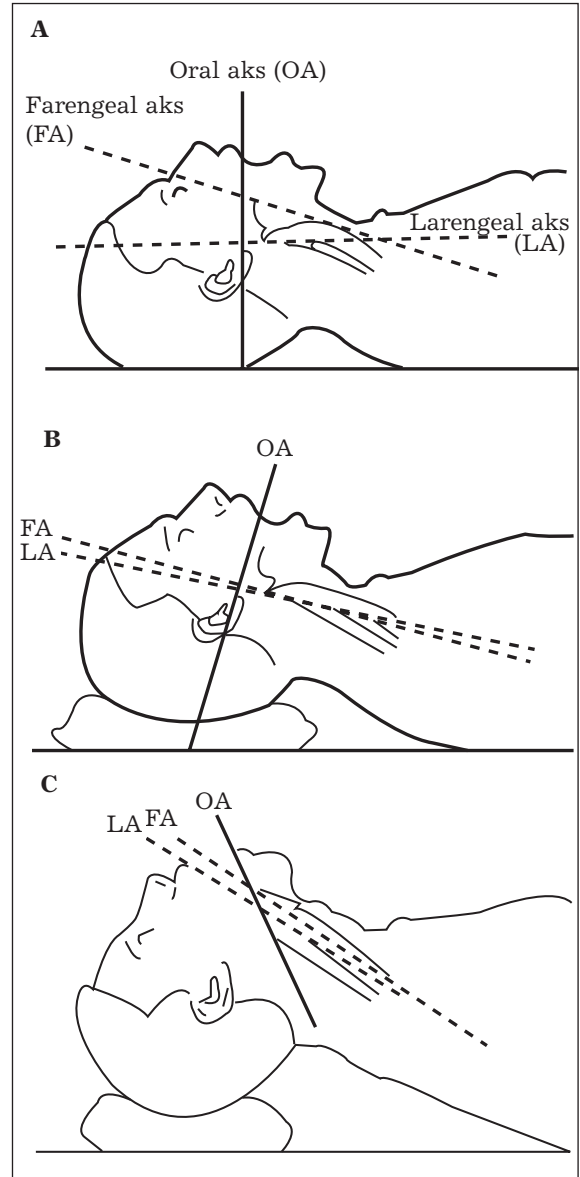 A
Oral aks (OA)
Farengeal aks
(FA)
Larengeal aks
(LA)
B
OA
FA
LA
C
OA
LA FA